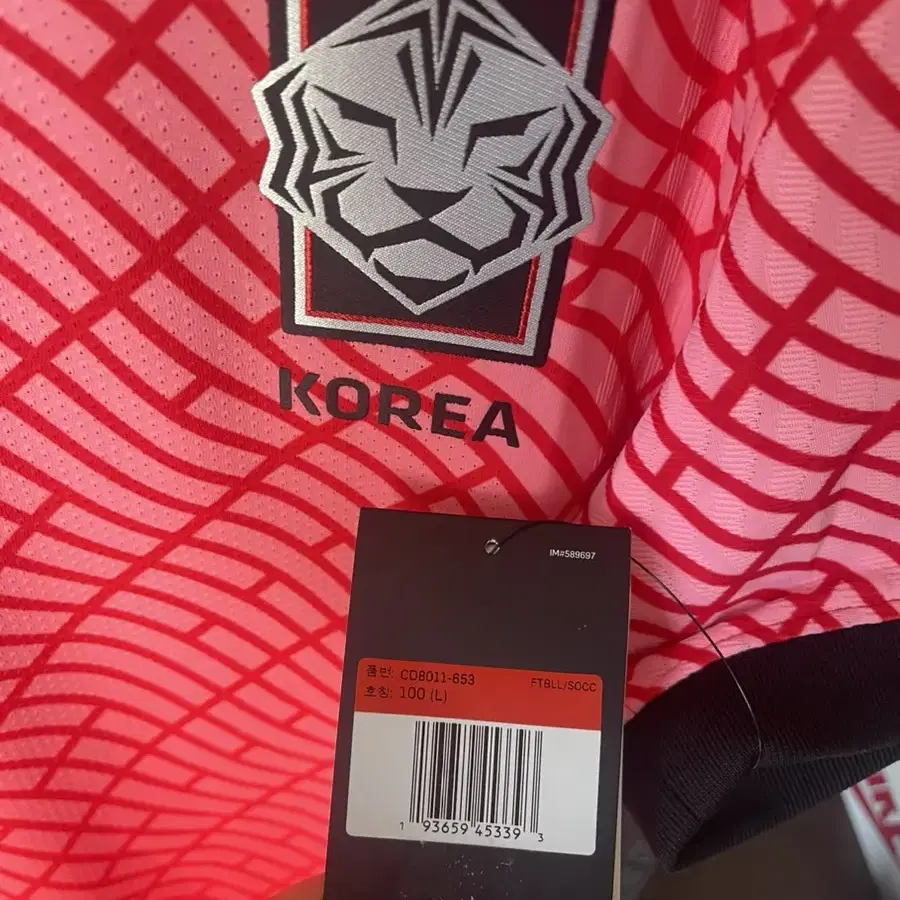 KOREA
IM#589697
품번: CD8011-653
FTBLL/SOCC
호칭: 100 (L)
1 93659 45339 3